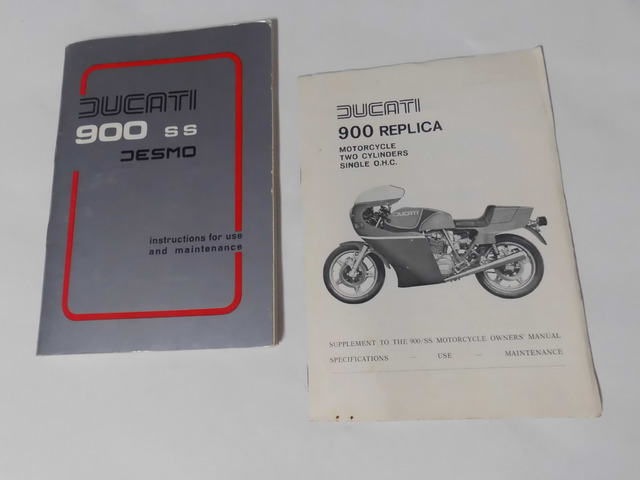 DUCATI
900 SS
DESMO
instructions for use
and maintenance
DUCATI
900 REPLICA
MOTORCYCLE
TWO CYLINDERS
SINGLE O.H.C.
DUCATI
SUPPLEMENT TO THE 900/SS MOTORCYCLE OWNERS' MANUAL
SPECIFICATIONS – USE – MAINTENANCE